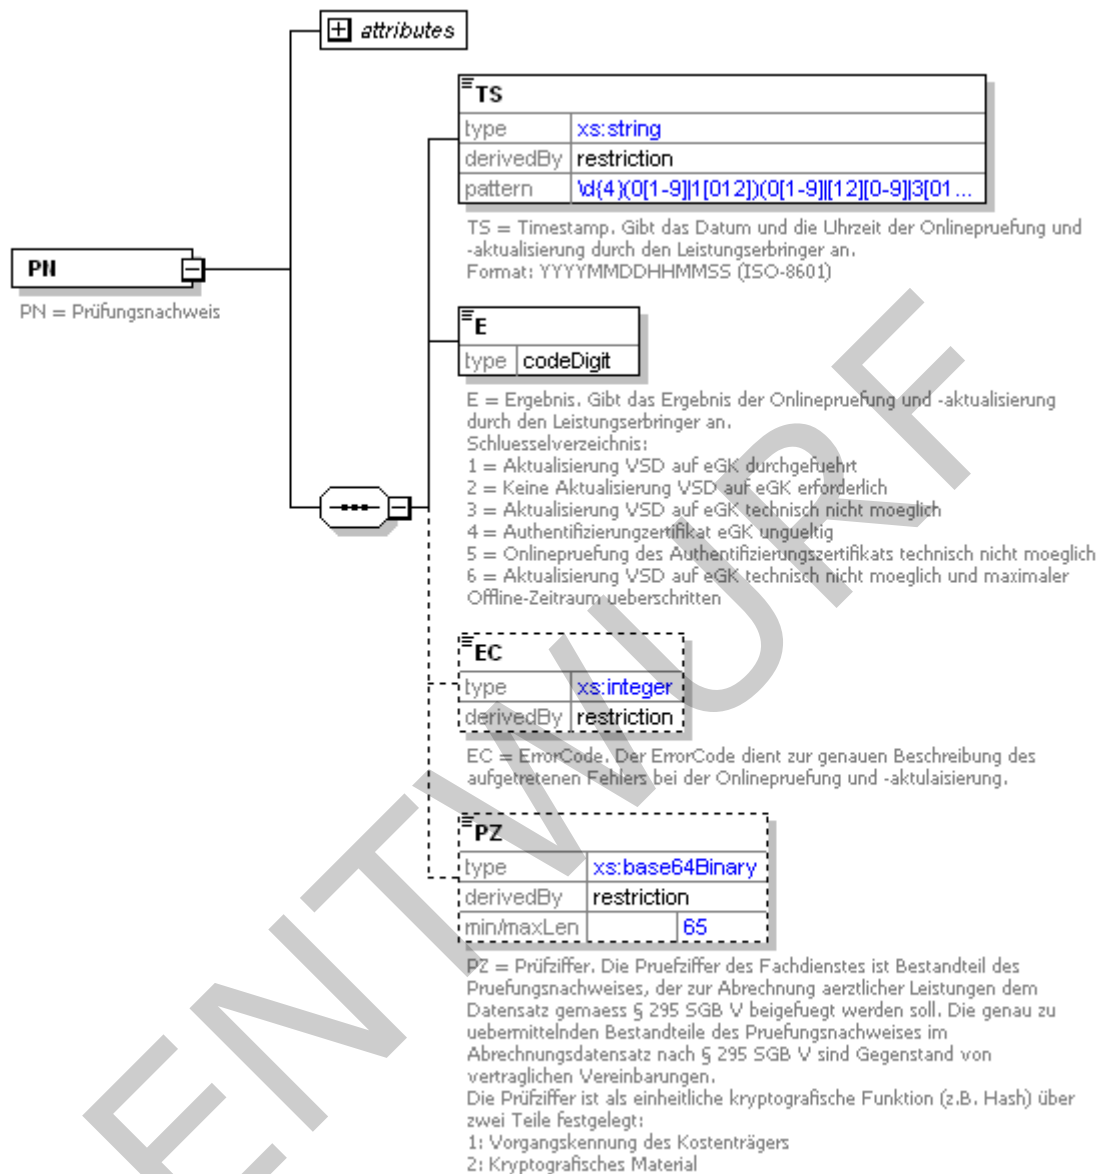 attributes
TS
type xs:string
derivedBy restriction
pattern \d{4}(0[1-9]|1[012])(0[1-9]|[12][0-9]|3[01...
TS = Timestamp. Gibt das Datum und die Uhrzeit der Onlinepruefung und
-aktualisierung durch den Leistungserbringer an.
Format: YYYYMMDDHHMMSS (ISO-8601)
PN
PN = Prüfungsnachweis
E
type codeDigit
E = Ergebnis. Gibt das Ergebnis der Onlinepruefung und -aktualisierung
durch den Leistungserbringer an.
Schluesselverzeichnis:
1 = Aktualisierung VSD auf eGK durchgefuehrt
2 = Keine Aktualisierung VSD auf eGK erforderlich
3 = Aktualisierung VSD auf eGK technisch nicht moeglich
4 = Authentifizierungzertifikat eGK ungueltig
5 = Onlinepruefung des Authentifizierungszertifikats technisch nicht moeglich
6 = Aktualisierung VSD auf eGK technisch nicht moeglich und maximaler
Offline-Zeitraum ueberschritten
EC
type xs:integer
derivedBy restriction
EC = ErrorCode. Der ErrorCode dient zur genauen Beschreibung des
aufgetretenen Fehlers bei der Onlinepruefung und -aktulaisierung.
PZ
type xs:base64Binary
derivedBy restriction
min/maxLen 65
PZ = Prüfziffer. Die Pruefziffer des Fachdienstes ist Bestandteil des
Pruefungsnachweises, der zur Abrechnung aerztlicher Leistungen dem
Datensatz gemaess § 295 SGB V beigefuegt werden soll. Die genau zu
uebermittelnden Bestandteile des Pruefungsnachweises im
Abrechnungsdatensatz nach § 295 SGB V sind Gegenstand von
vertraglichen Vereinbarungen.
Die Prüfziffer ist als einheitliche kryptografische Funktion (z.B. Hash) über
zwei Teile festgelegt:
1: Vorgangskennung des Kostenträgers
2: Kryptografisches Material
ENTWURF